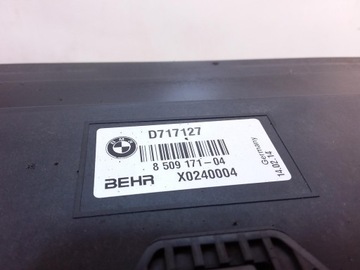 D717127
8 509 171-04
BEHR X0240004
Germany
14.02.14